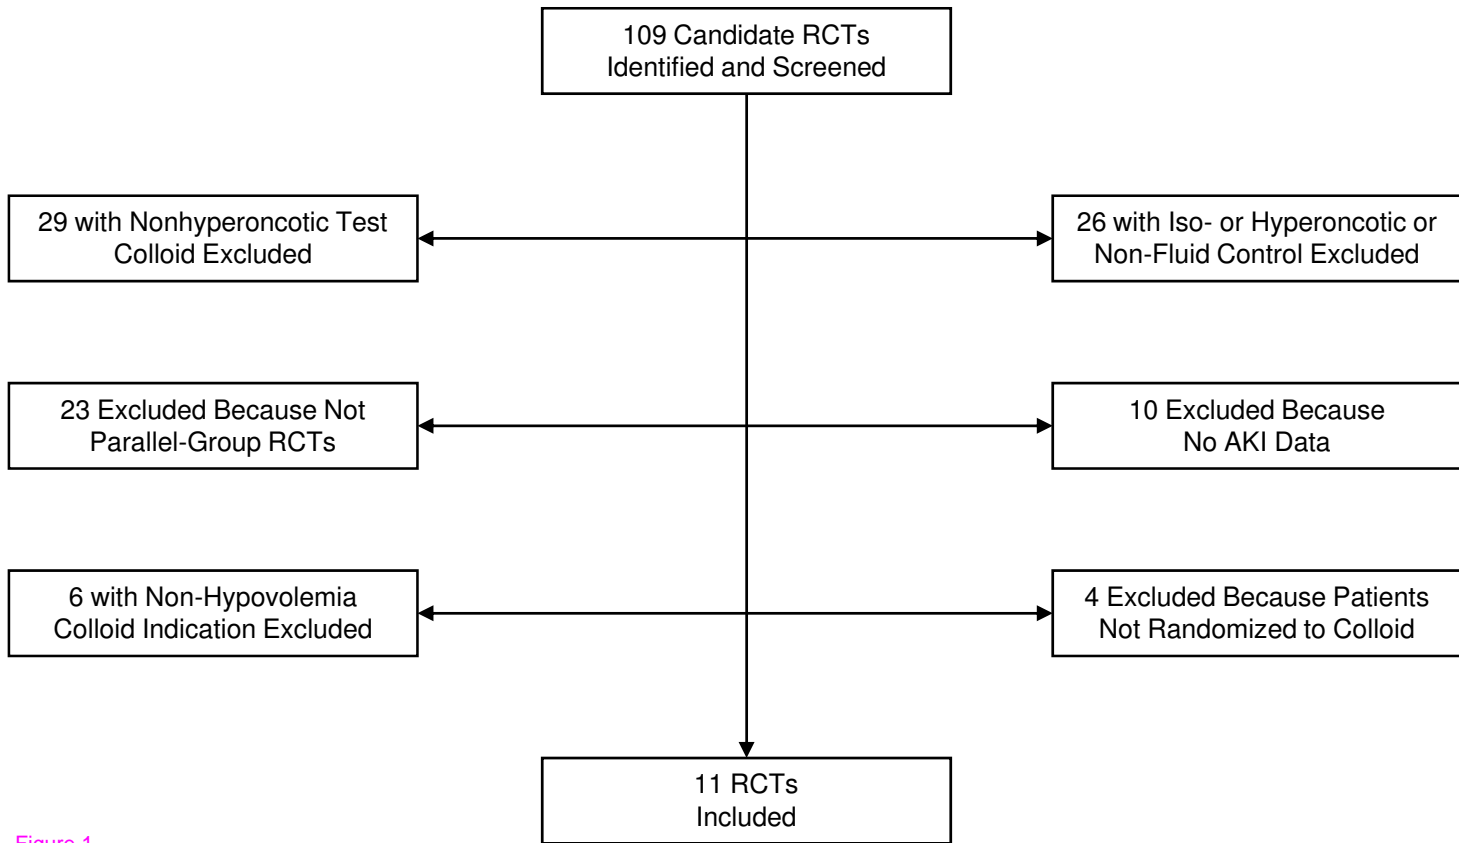 109 Candidate RCTs
Identified and Screened
29 with Nonhyperoncotic Test
Colloid Excluded
26 with Iso- or Hyperoncotic or
Non-Fluid Control Excluded
23 Excluded Because Not
Parallel-Group RCTs
10 Excluded Because
No AKI Data
6 with Non-Hypovolemia
Colloid Indication Excluded
4 Excluded Because Patients
Not Randomized to Colloid
11 RCTs
Included
Figure 1